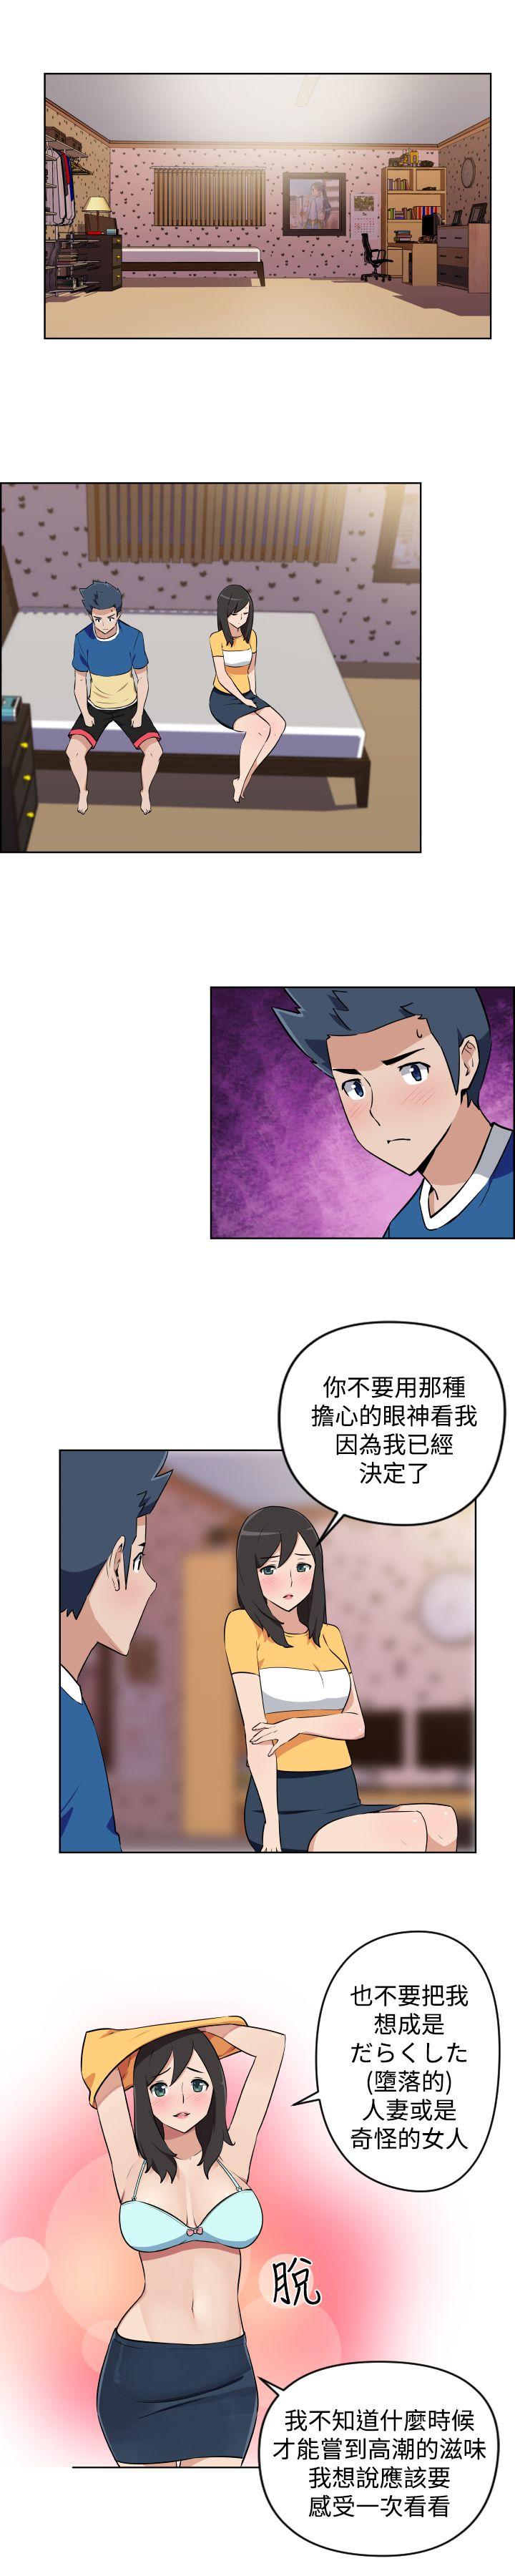 你不要用那種
擔心的眼神看我
因為我已經
決定了
也不要把我
想成是
だらくした
(墮落的)
人妻或是
奇怪的女人
脫
我不知道什麼時候
才能嘗到高潮的滋味
我想說應該要
感受一次看看